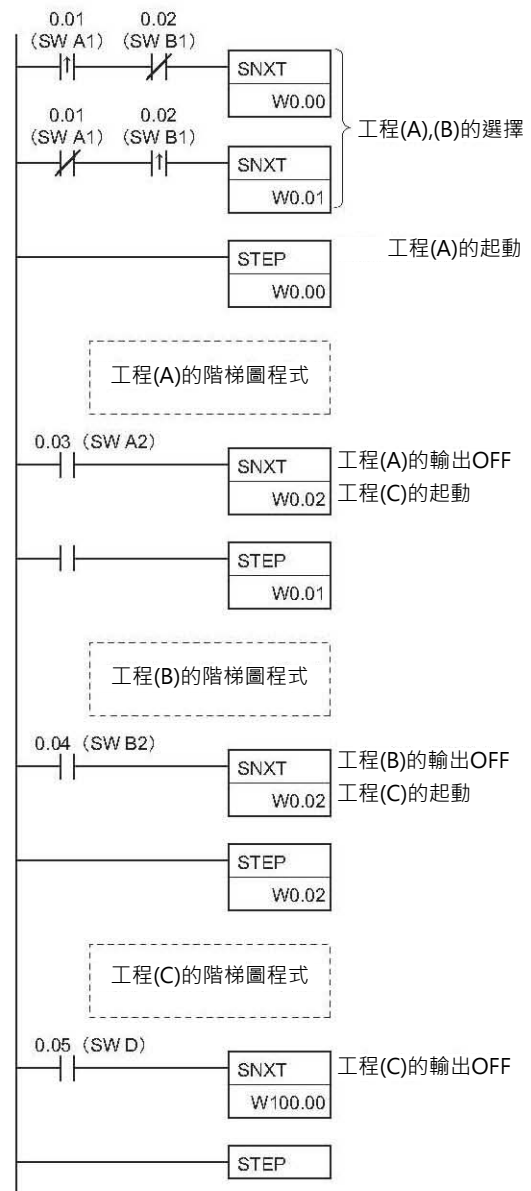 0.01 0.02
(SW A1) (SW B1)
SNXT
W0.00
工程(A),(B)的選擇
0.01 0.02
(SW A1) (SW B1)
SNXT
W0.01
STEP 工程(A)的起動
W0.00
工程(A)的階梯圖程式
0.03 (SW A2)
SNXT 工程(A)的輸出OFF
W0.02 工程(C)的起動
STEP
W0.01
工程(B)的階梯圖程式
0.04 (SW B2)
SNXT 工程(B)的輸出OFF
W0.02 工程(C)的起動
STEP
W0.02
工程(C)的階梯圖程式
0.05 (SW D)
SNXT 工程(C)的輸出OFF
W100.00
STEP